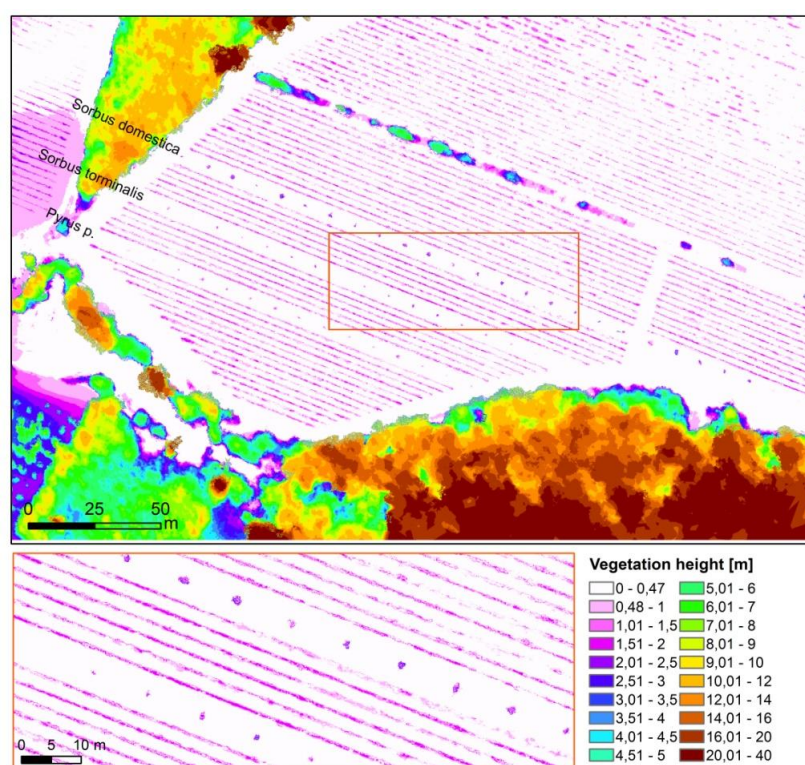 Sorbus domestica
Sorbus torminalis
Pyrus p.
0 25 50
m
0 5 10 m
Vegetation height [m]
0 - 0,47
0,48 - 1
1,01 - 1,5
1,51 - 2
2,01 - 2,5
2,51 - 3
3,01 - 3,5
3,51 - 4
4,01 - 4,5
4,51 - 5
5,01 - 6
6,01 - 7
7,01 - 8
8,01 - 9
9,01 - 10
10,01 - 12
12,01 - 14
14,01 - 16
16,01 - 20
20,01 - 40